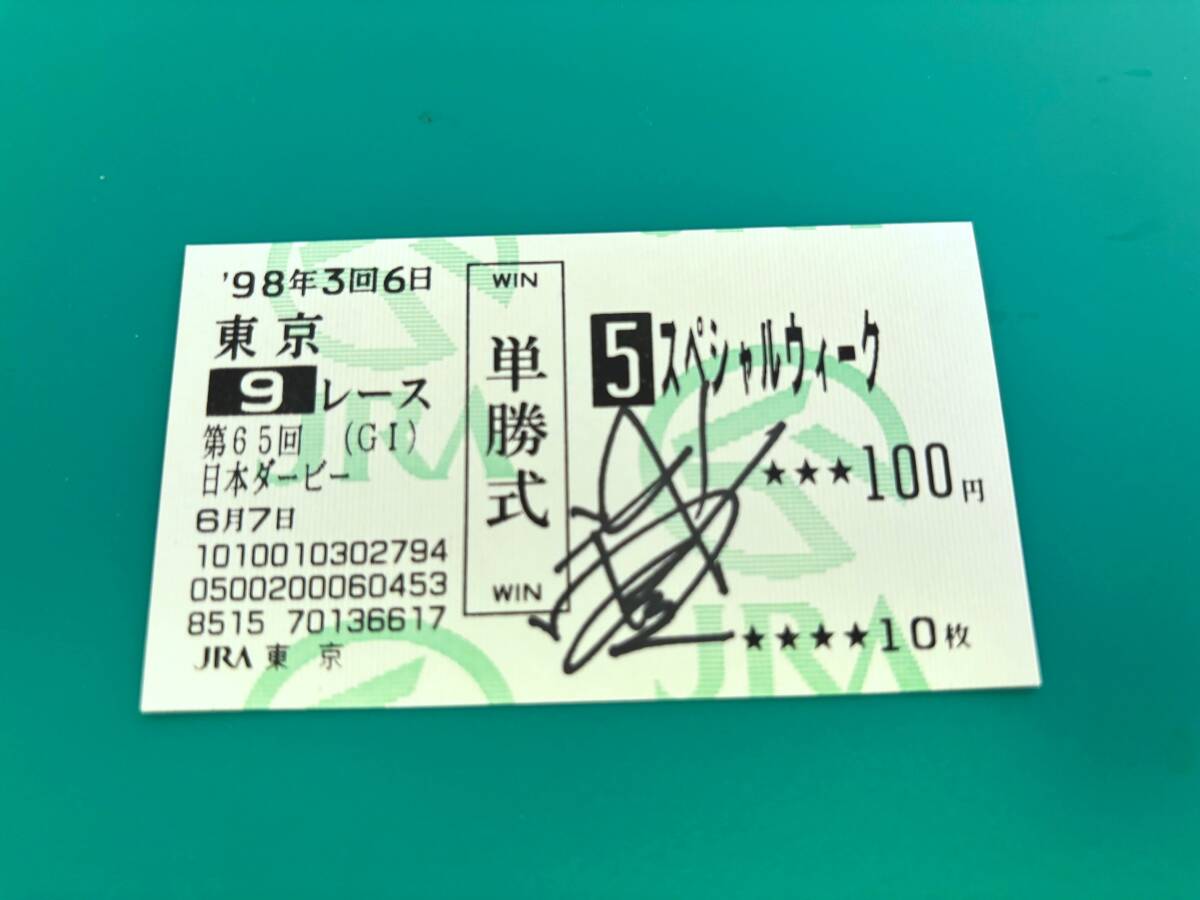 '98年3回6日
東京
9レース
第65回 (GI)
日本ダービー
6月7日
1010010302794
0500200060453
8515 70136617
JRA 東京
WIN
単勝式
WIN
5 スペシャルウィーク
★★★100円
★★★★10枚
JRA
JRA